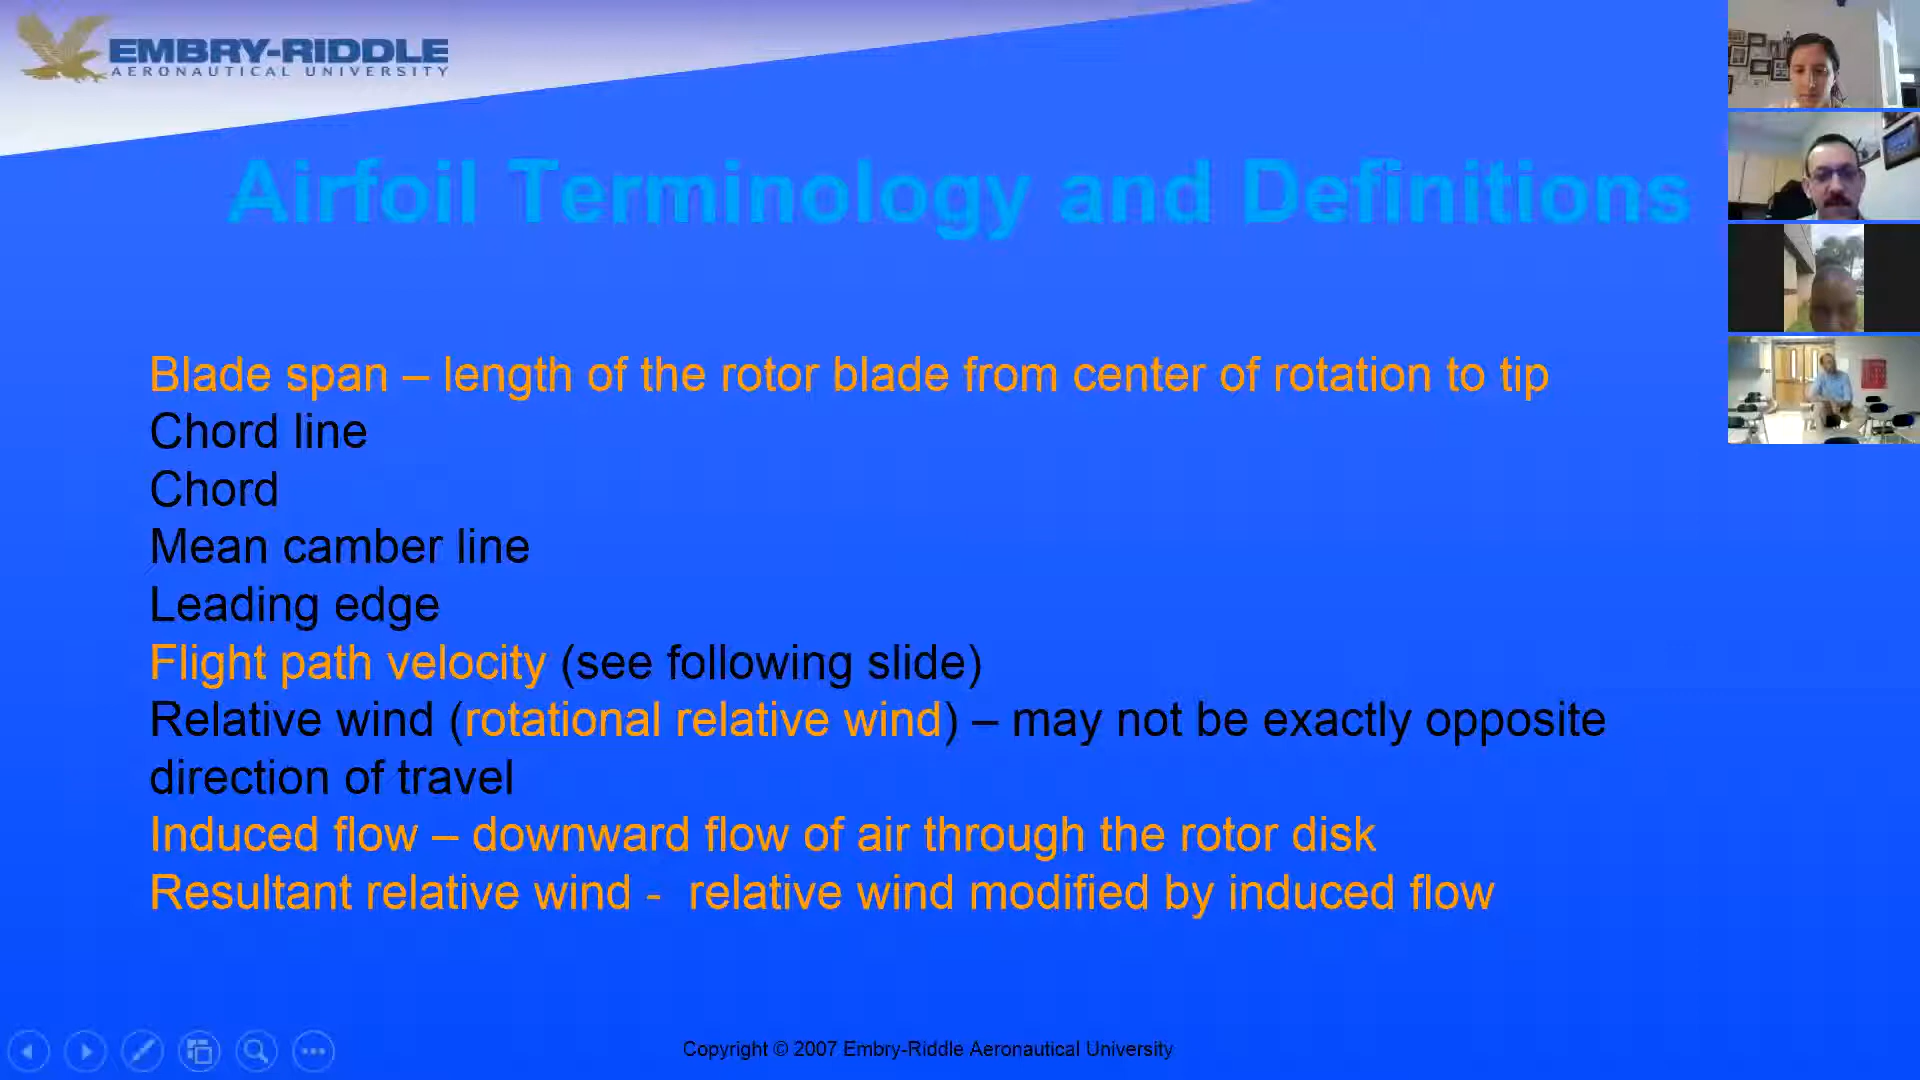 EMBRY-RIDDLE
AERONAUTICAL UNIVERSITY
Airfoil Terminology and Definitions
Blade span – length of the rotor blade from center of rotation to tip
Chord line
Chord
Mean camber line
Leading edge
Flight path velocity (see following slide)
Relative wind (rotational relative wind) – may not be exactly opposite
direction of travel
Induced flow – downward flow of air through the rotor disk
Resultant relative wind -  relative wind modified by induced flow
Copyright © 2007 Embry-Riddle Aeronautical University